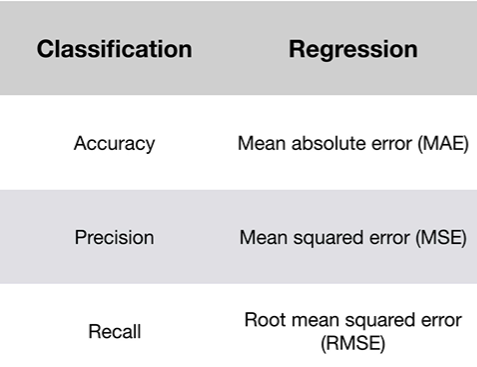 Classification Regression
Accuracy Mean absolute error (MAE)
Precision Mean squared error (MSE)
Recall Root mean squared error
(RMSE)